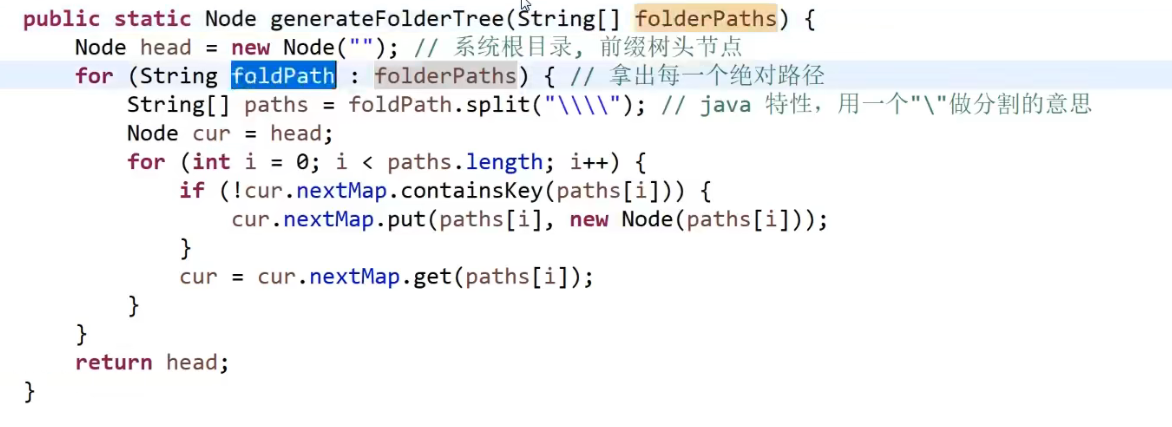 public static Node generateFolderTree(String[] folderPaths) {
Node head = new Node(""); // 系统根目录, 前缀树头节点
for (String foldPath : folderPaths) { // 拿出每一个绝对路径
String[] paths = foldPath.split("\\\\"); // java 特性，用一个"\"做分割的意思
Node cur = head;
for (int i = 0; i < paths.length; i++) {
if (!cur.nextMap.containsKey(paths[i])) {
cur.nextMap.put(paths[i], new Node(paths[i]));
}
cur = cur.nextMap.get(paths[i]);
}
}
return head;
}